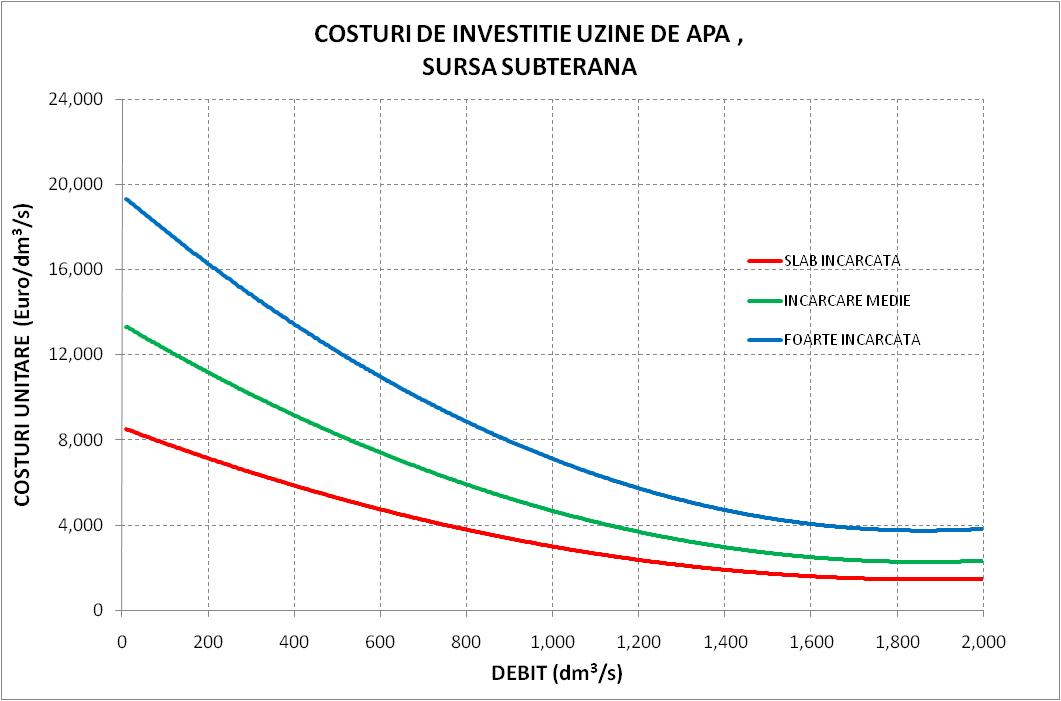 COSTURI DE INVESTITIE UZINE DE APA ,
SURSA SUBTERANA
24,000
20,000
16,000
12,000
8,000
4,000
0
COSTURI UNITARE (Euro/dm³/s)
SLAB INCARCATA
INCARCARE MEDIE
FOARTE INCARCATA
0 200 400 600 800 1,000 1,200 1,400 1,600 1,800 2,000
DEBIT (dm³/s)